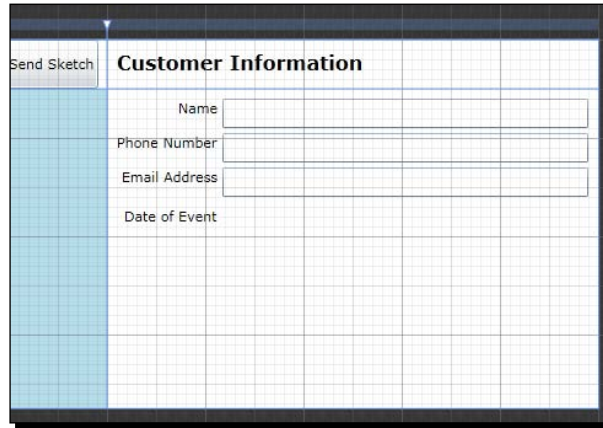 Send Sketch
Customer Information
Name
Phone Number
Email Address
Date of Event